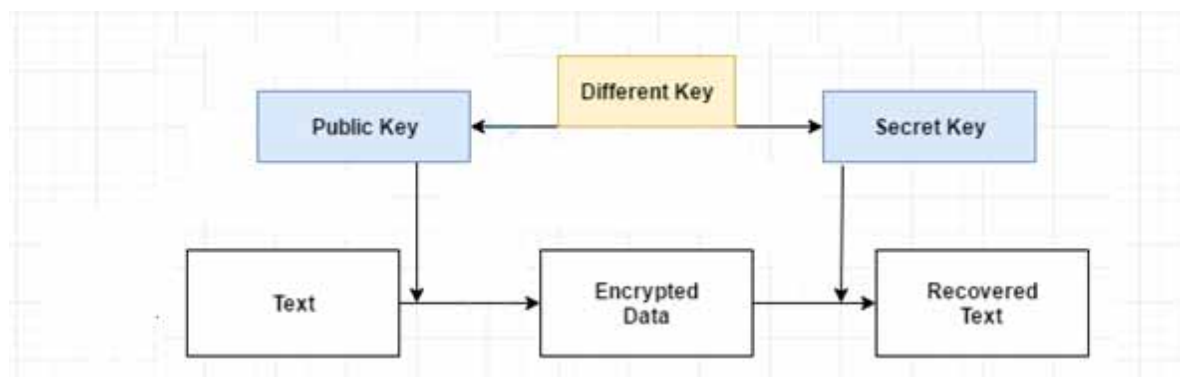 Different Key
Public Key
Secret Key
Text
Encrypted
Data
Recovered
Text